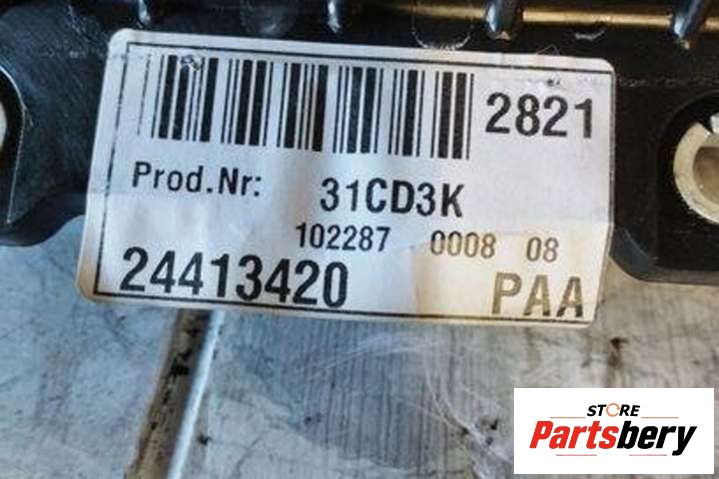 2821
Prod.Nr: 31CD3K
102287 0008 08
24413420 PAA
STORE
Partsbery